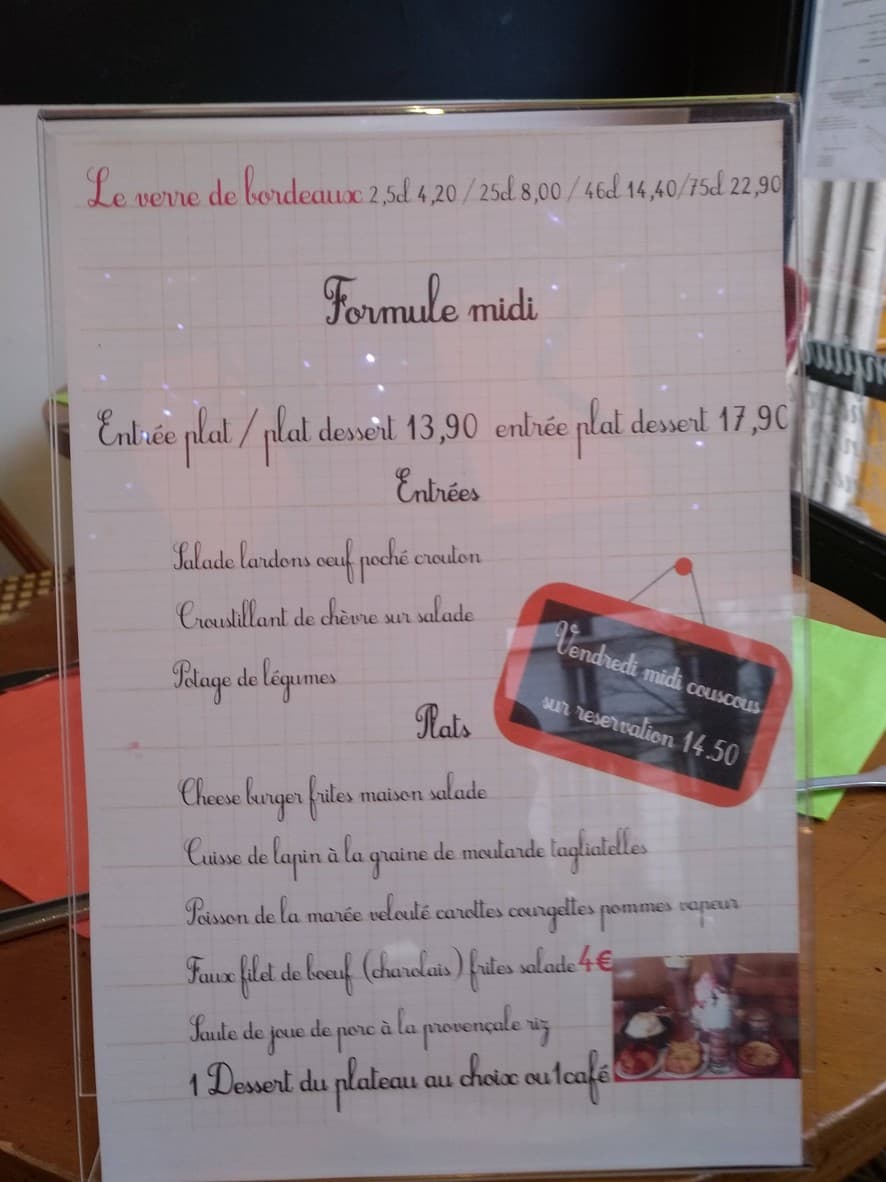 Le verre de bordeaux 2,5d 4,20 / 25cl 8,00 / 46cl 14,40/75cl 22,90
Formule midi
Entrée plat / plat dessert 13,90 entrée plat dessert 17,90
Entrées
Salade lardons oeuf poché crouton
Croustillant de chèvre sur salade
Potage de légumes
Vendredi midi couscous
sur reservation 14.50
Plats
Cheese burger frites maison salade
Cuisse de lapin à la graine de moutarde tagliatelles
Poisson de la marée velouté carottes courgettes pommes vapeur
Faux filet de boeuf (charolais) frites salade 4€
Saute de joue de porc à la provençale riz
1 Dessert du plateau au choix ou 1 café